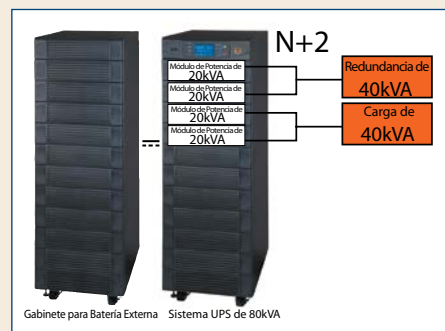 N+2
Módulo de Potencia de
20kVA
Módulo de Potencia de
20kVA
Módulo de Potencia de
20kVA
Módulo de Potencia de
20kVA
Redundancia de
40kVA
Carga de
40kVA
Gabinete para Batería Externa
Sistema UPS de 80kVA